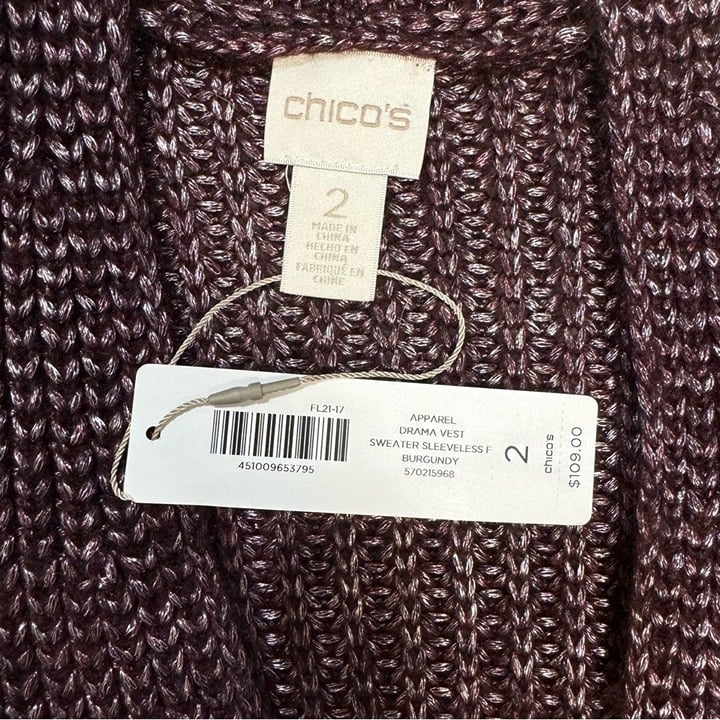 chico's
2
MADE IN
CHINA
HECHO EN
CHINA
FABRIQUÉ EN
CHINE
FL21-17
451009653795
APPAREL
DRAMA VEST
SWEATER SLEEVELESS F
BURGUNDY
570215968
2
chico's
$109.00